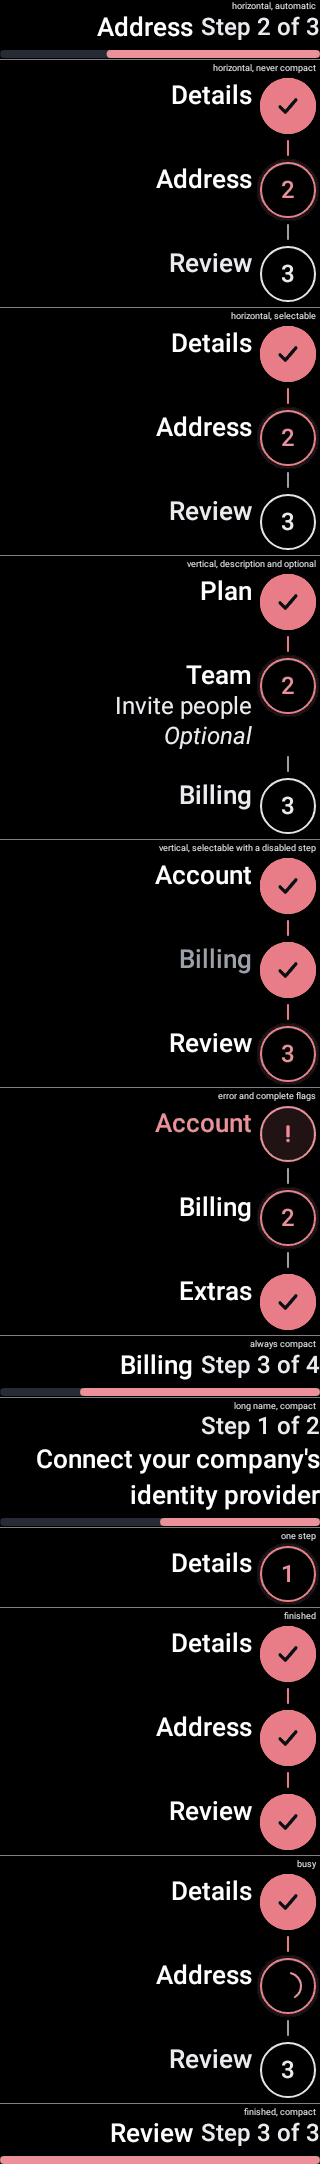 horizontal, automatic
Address Step 2 of 3
horizontal, never compact
Details
Address 2
Review 3
horizontal, selectable
Details
Address 2
Review 3
vertical, description and optional
Plan
Team 2
Invite people
Optional
Billing 3
vertical, selectable with a disabled step
Account
Billing
Review 3
error and complete flags
Account !
Billing 2
Extras
always compact
Billing Step 3 of 4
long name, compact
Step 1 of 2
Connect your company's
identity provider
one step
Details 1
finished
Details
Address
Review
busy
Details
Address
Review 3
finished, compact
Review Step 3 of 3